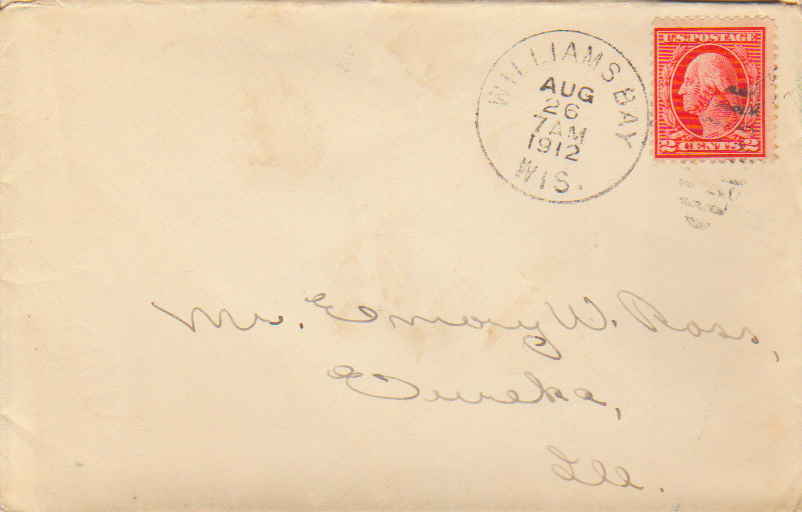 WILLIAMS BAY
AUG
26
7 AM
1912
WIS.
U.S. POSTAGE
2 CENTS 2
Mr. Emory W. Ross,
Eureka,
Ill.